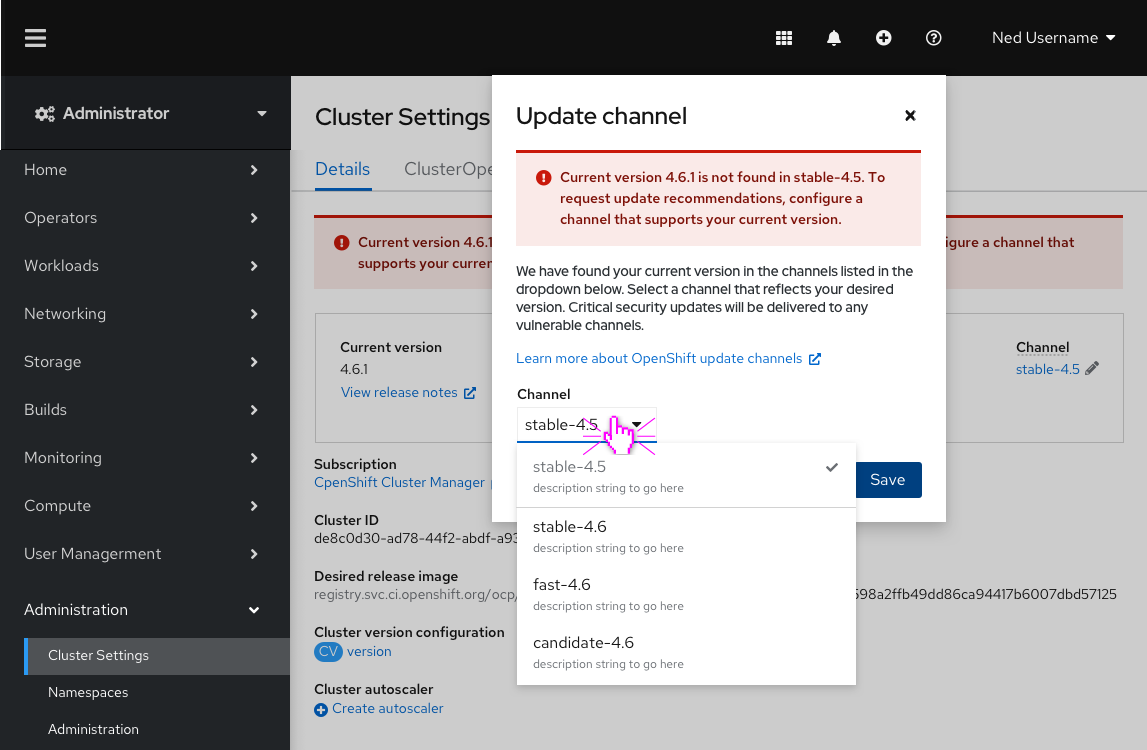 Ned Username
Administrator
Home
Operators
Workloads
Networking
Storage
Builds
Monitoring
Compute
User Managerment
Administration
Cluster Settings
Namespaces
Administration
Cluster Settings
Details
ClusterOpe
Current version 4.6.1
supports your curren
igure a channel that
Current version
4.6.1
View release notes
Channel
stable-4.5
Subscription
OpenShift Cluster Manager
Cluster ID
de8c0d30-ad78-44f2-abdf-a93
Desired release image
registry.svc.ci.openshift.org/ocp/
598a2ffb49dd86ca94417b6007dbd57125
Cluster version configuration
CV version
Cluster autoscaler
Create autoscaler
Update channel
Current version 4.6.1 is not found in stable-4.5. To
request update recommendations, configure a
channel that supports your current version.
We have found your current version in the channels listed in the
dropdown below. Select a channel that reflects your desired
version. Critical security updates will be delivered to any
vulnerable channels.
Learn more about OpenShift update channels
Channel
stable-4.5
stable-4.5
description string to go here
stable-4.6
description string to go here
fast-4.6
description string to go here
candidate-4.6
description string to go here
Save